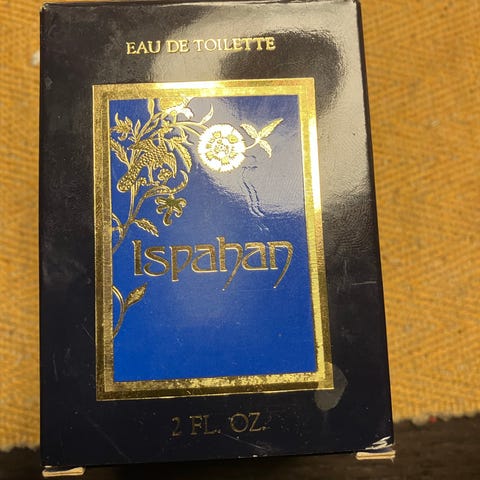 EAU DE TOILETTE
Ispahan
2 FL. OZ.